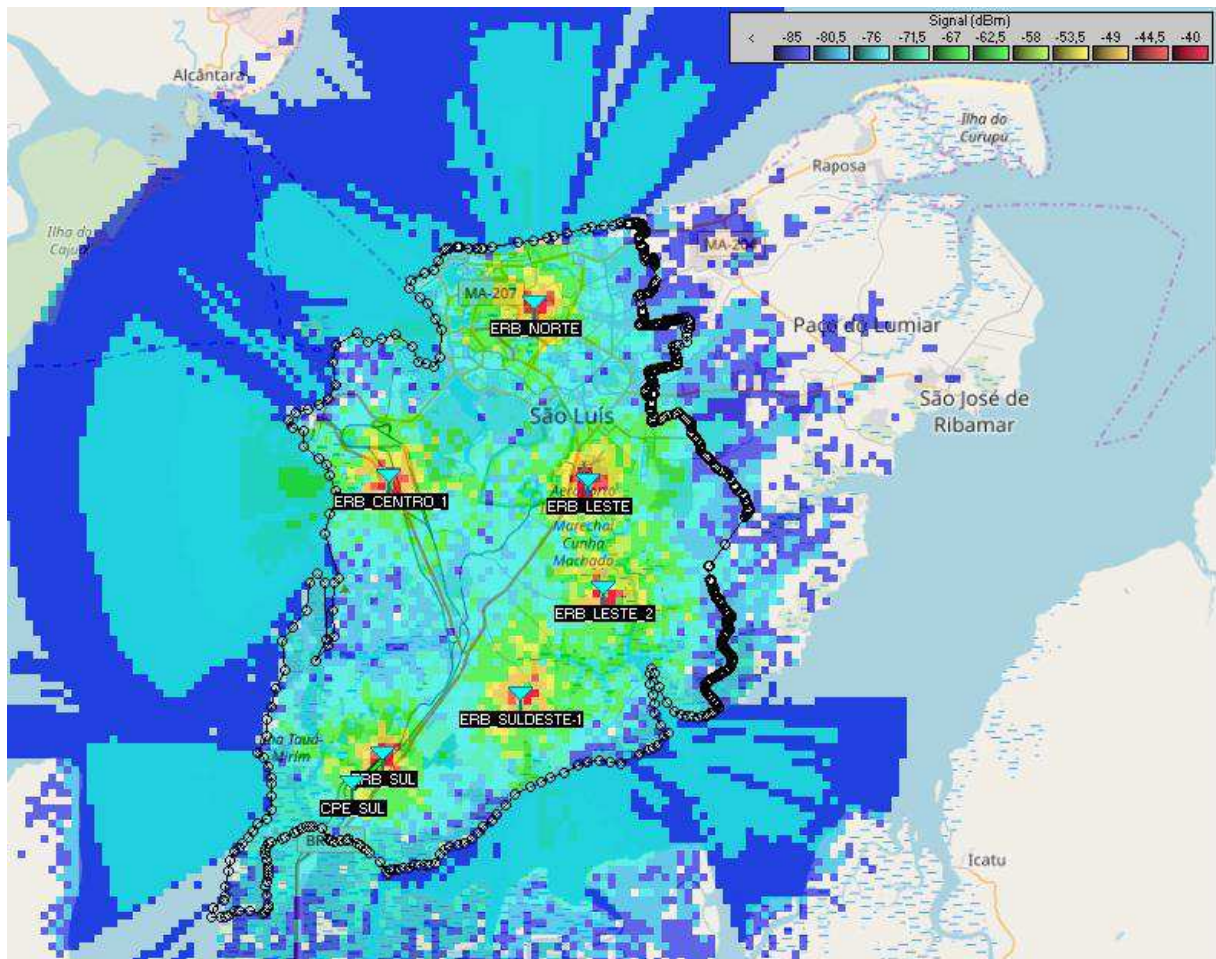 Signal (dBm)
< -85 -80,5 -76 -71,5 -67 -62,5 -58 -53,5 -49 -44,5 -40
Alcântara
Ilha do
Curupu
Raposa
Ilha do
MA-207
ERB_NORTE
Paço do Lumiar
São José de
Ribamar
São Luís
ERB_CENTRO_1
ERB_LESTE
Marechal
Cunha
Machado
ERB_LESTE_2
ERB_SULDESTE-1
ERB_SUL
CPE_SUL
Icatu